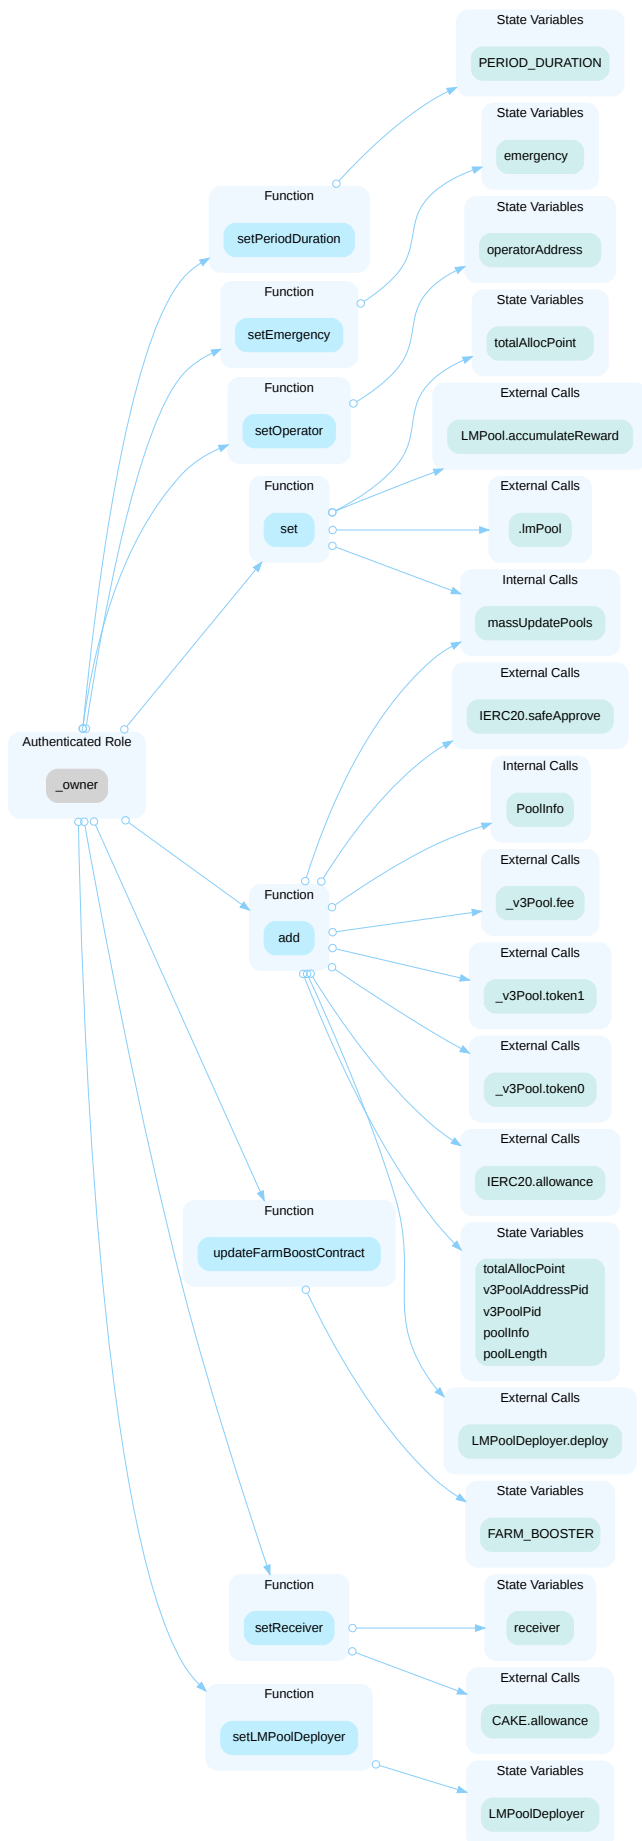 State Variables
PERIOD_DURATION
State Variables
emergency
Function
setPeriodDuration
State Variables
operatorAddress
Function
setEmergency
State Variables
totalAllocPoint
Function
setOperator
External Calls
LMPool.accumulateReward
Function
set
External Calls
.lmPool
Internal Calls
massUpdatePools
External Calls
IERC20.safeApprove
Authenticated Role
_owner
Internal Calls
PoolInfo
Function
add
External Calls
_v3Pool.fee
External Calls
_v3Pool.token1
External Calls
_v3Pool.token0
External Calls
IERC20.allowance
Function
updateFarmBoostContract
State Variables
totalAllocPoint
v3PoolAddressPid
v3PoolPid
poolInfo
poolLength
External Calls
LMPoolDeployer.deploy
State Variables
FARM_BOOSTER
Function
setReceiver
State Variables
receiver
External Calls
CAKE.allowance
Function
setLMPoolDeployer
State Variables
LMPoolDeployer